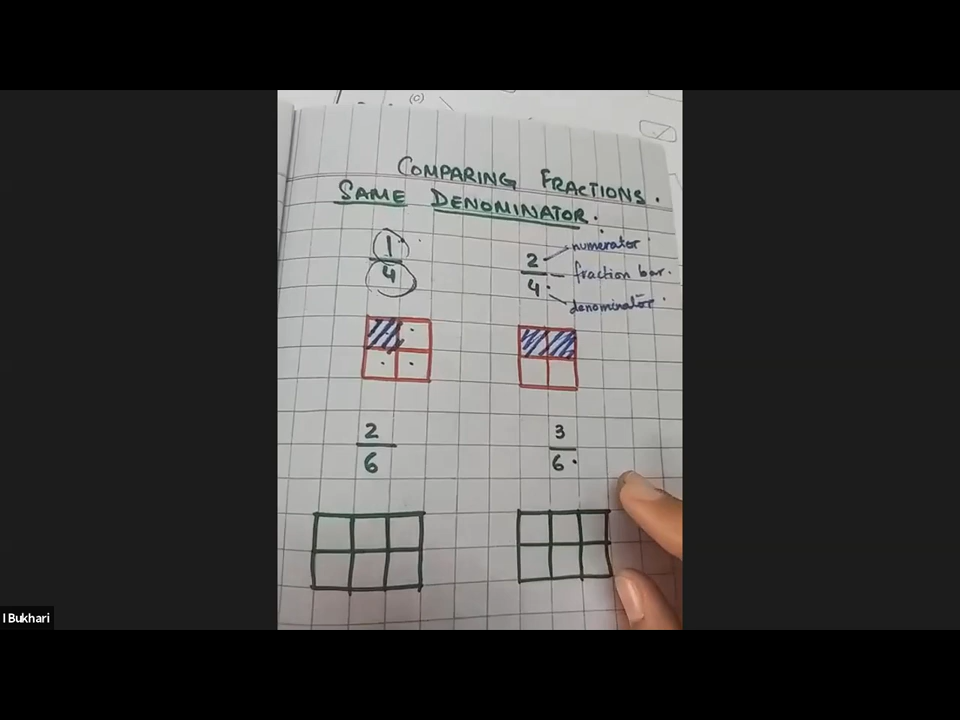 COMPARING FRACTIONS.
SAME DENOMINATOR.
1
4
2
4
numerator
fraction bar.
denominator
2
6
3
6
I Bukhari